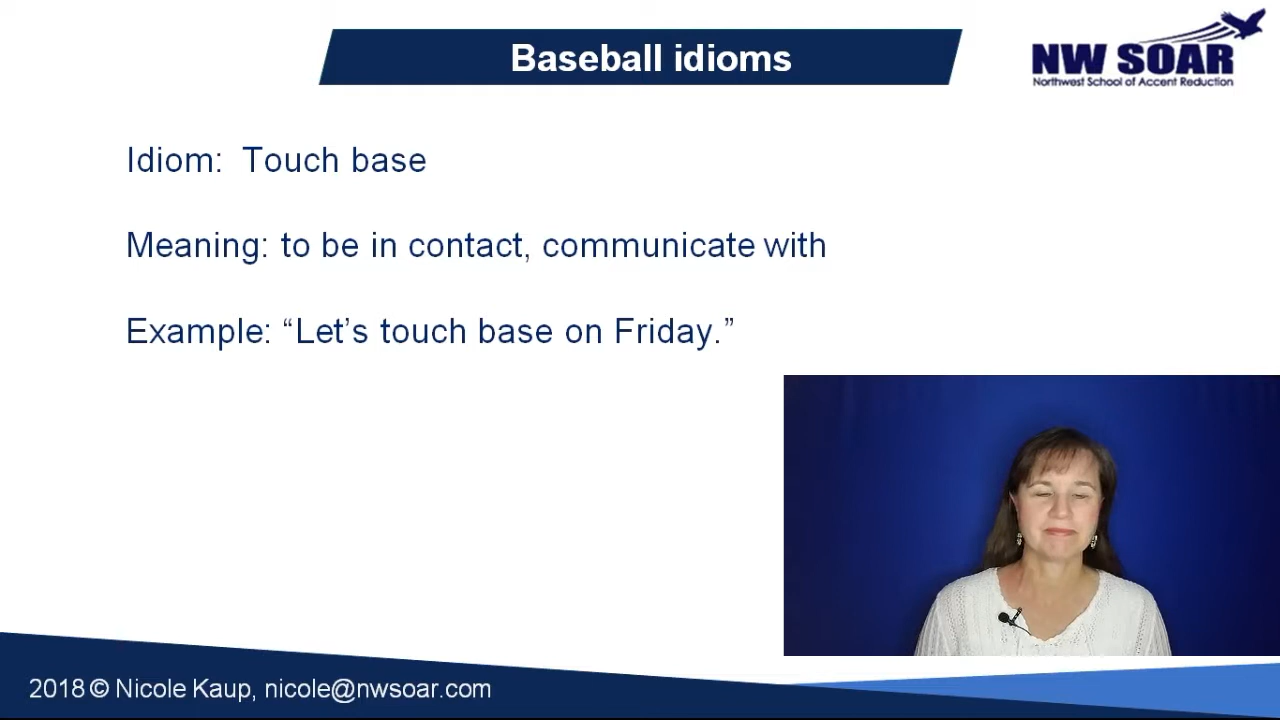 Baseball idioms
NW SOAR
Northwest School of Accent Reduction
Idiom: Touch base
Meaning: to be in contact, communicate with
Example: “Let’s touch base on Friday.”
2018 © Nicole Kaup, nicole@nwsoar.com